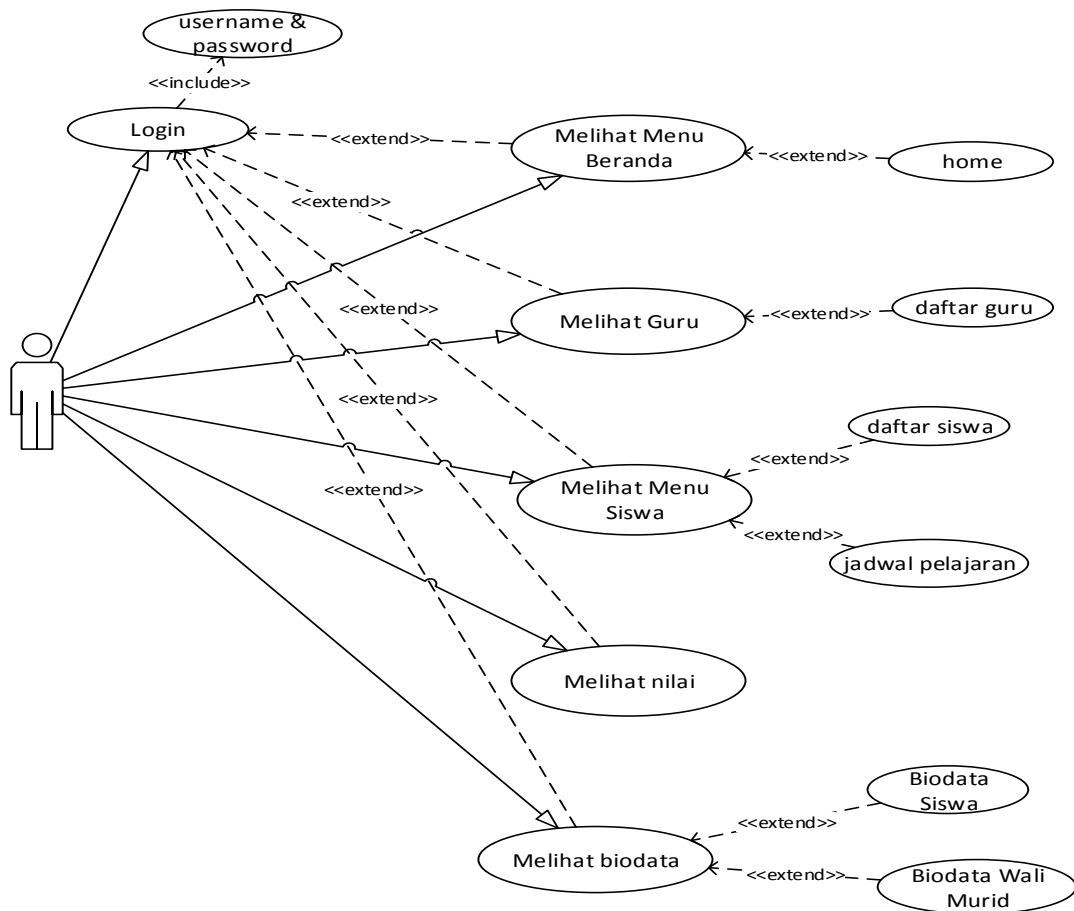 username &
password
<<include>>
Login
<<extend>>
Melihat Menu
Beranda
<<extend>>
home
<<extend>>
Melihat Guru
<<extend>>
daftar guru
<<extend>>
<<extend>>
Melihat Menu
Siswa
<<extend>>
daftar siswa
<<extend>>
jadwal pelajaran
<<extend>>
Melihat nilai
Melihat biodata
<<extend>>
Biodata
Siswa
<<extend>>
Biodata Wali
Murid